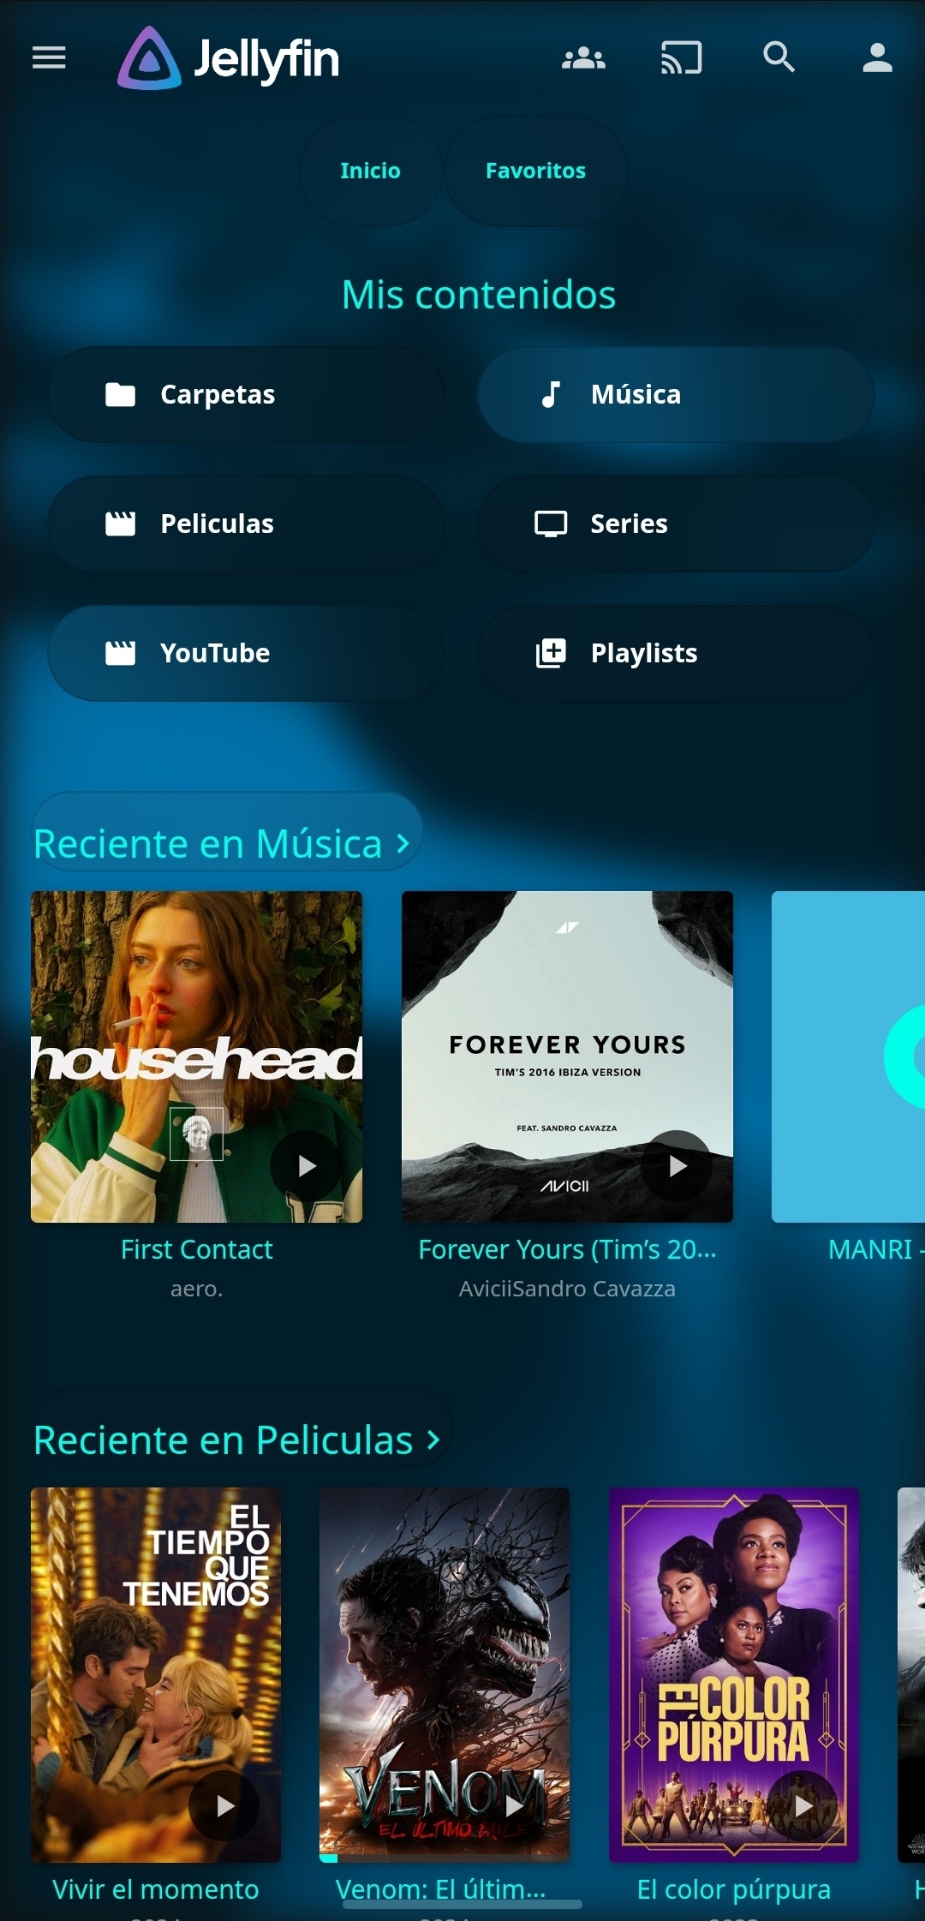 Jellyfin
Inicio
Favoritos
Mis contenidos
Carpetas
Música
Peliculas
Series
YouTube
Playlists
Reciente en Música
househead
FOREVER YOURS
TIM'S 2016 IBIZA VERSION
FEAT. SANDRO CAVAZZA
AVICII
First Contact
aero.
Forever Yours (Tim’s 20...
AviciiSandro Cavazza
MANRI -
Reciente en Peliculas
EL
TIEMPO
QUE
TENEMOS
VENOM
EL ÚLTIMO BAILE
EL COLOR
PÚRPURA
Vivir el momento
Venom: El últim...
El color púrpura